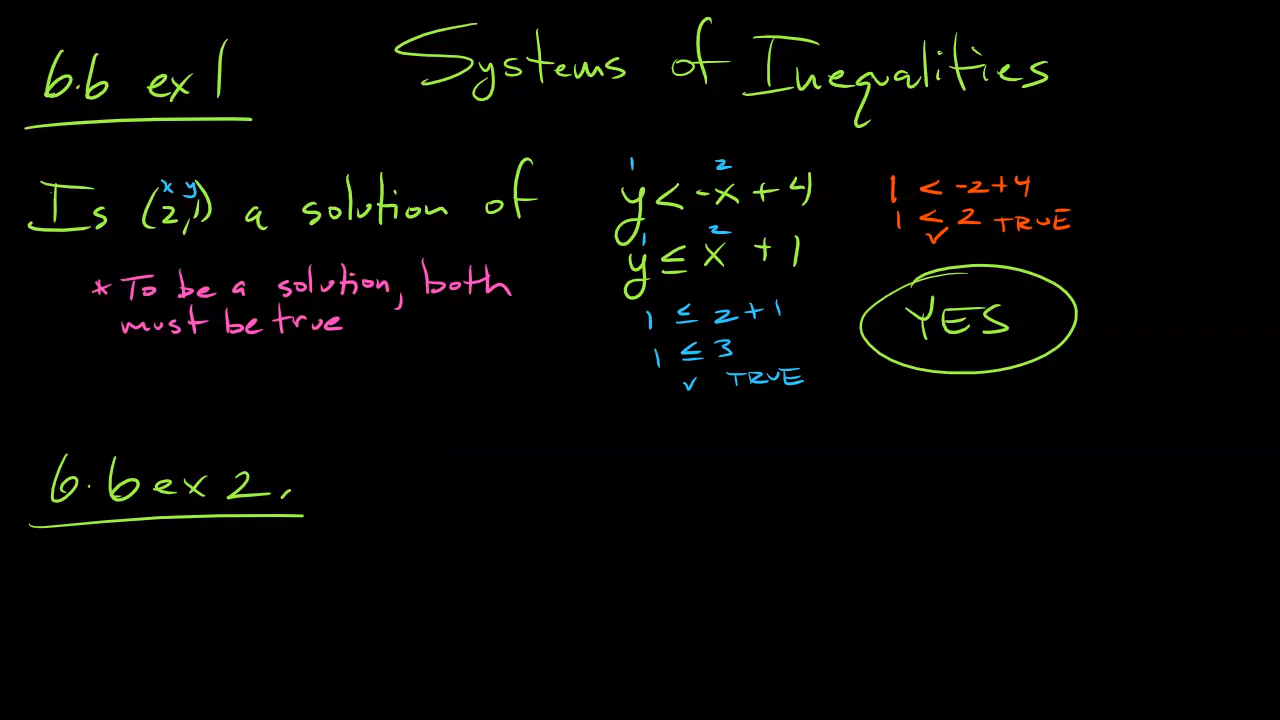 6.6 ex 1
Systems of Inequalities
Is (2,1) a solution of
x y
y < -x + 4
1 2
y ≤ x + 1
1 2
* To be a solution, both
must be true
1 < -2+4
1 < 2 TRUE
✓
1 ≤ 2+1
1 ≤ 3
✓ TRUE
YES
6.6 ex 2.